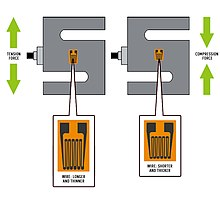 TENSION
FORCE
COMPRESSION
FORCE
WIRE: LONGER
AND THINNER
WIRE: SHORTER
AND THICKER